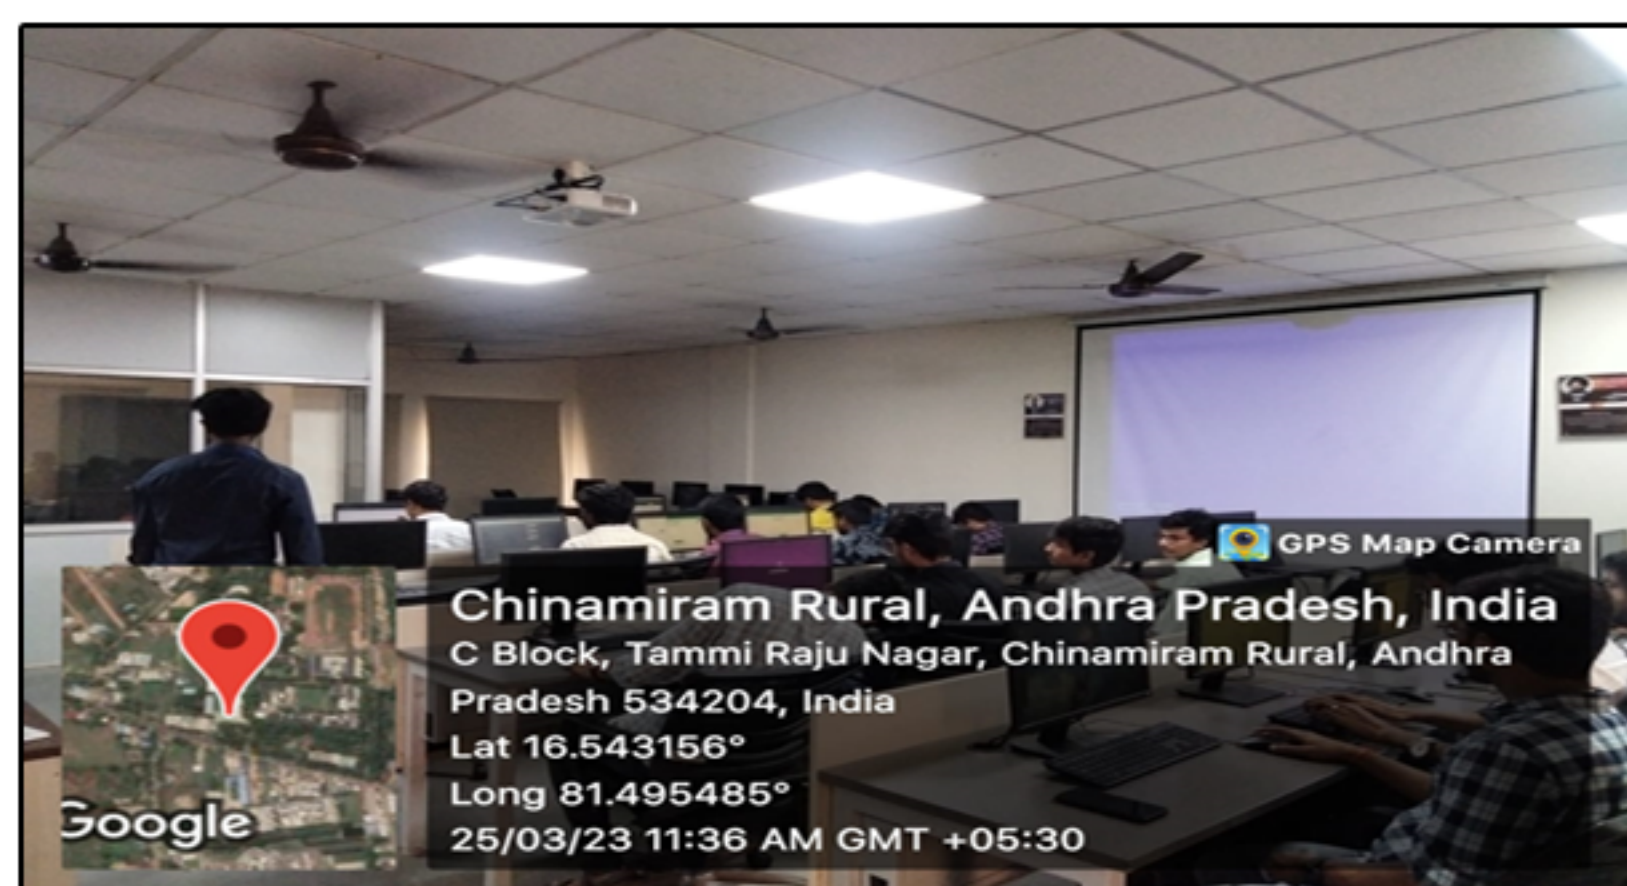 GPS Map Camera
Chinamiram Rural, Andhra Pradesh, India
C Block, Tammi Raju Nagar, Chinamiram Rural, Andhra
Pradesh 534204, India
Lat 16.543156°
Long 81.495485°
25/03/23 11:36 AM GMT +05:30
Google